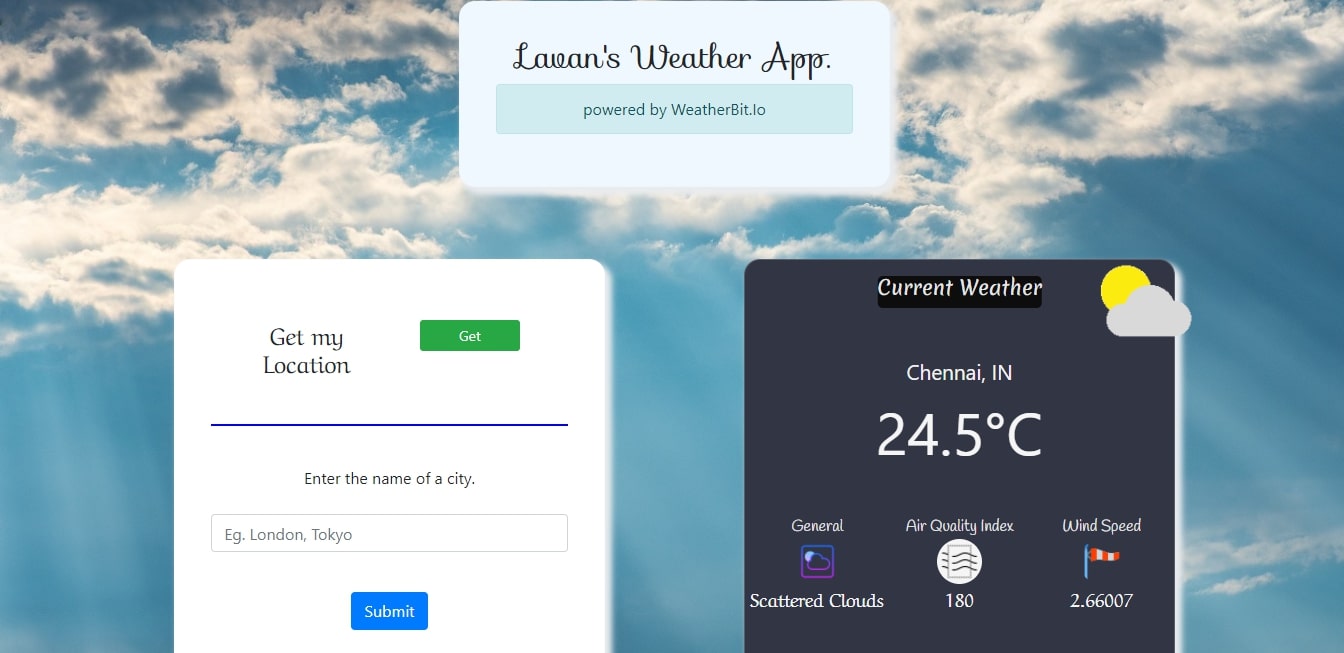 Lavan's Weather App.
powered by WeatherBit.Io
Get my
Location
Get
Enter the name of a city.
Eg. London, Tokyo
Submit
Current Weather
Chennai, IN
24.5°C
General
Air Quality Index
Wind Speed
Scattered Clouds
180
2.66007